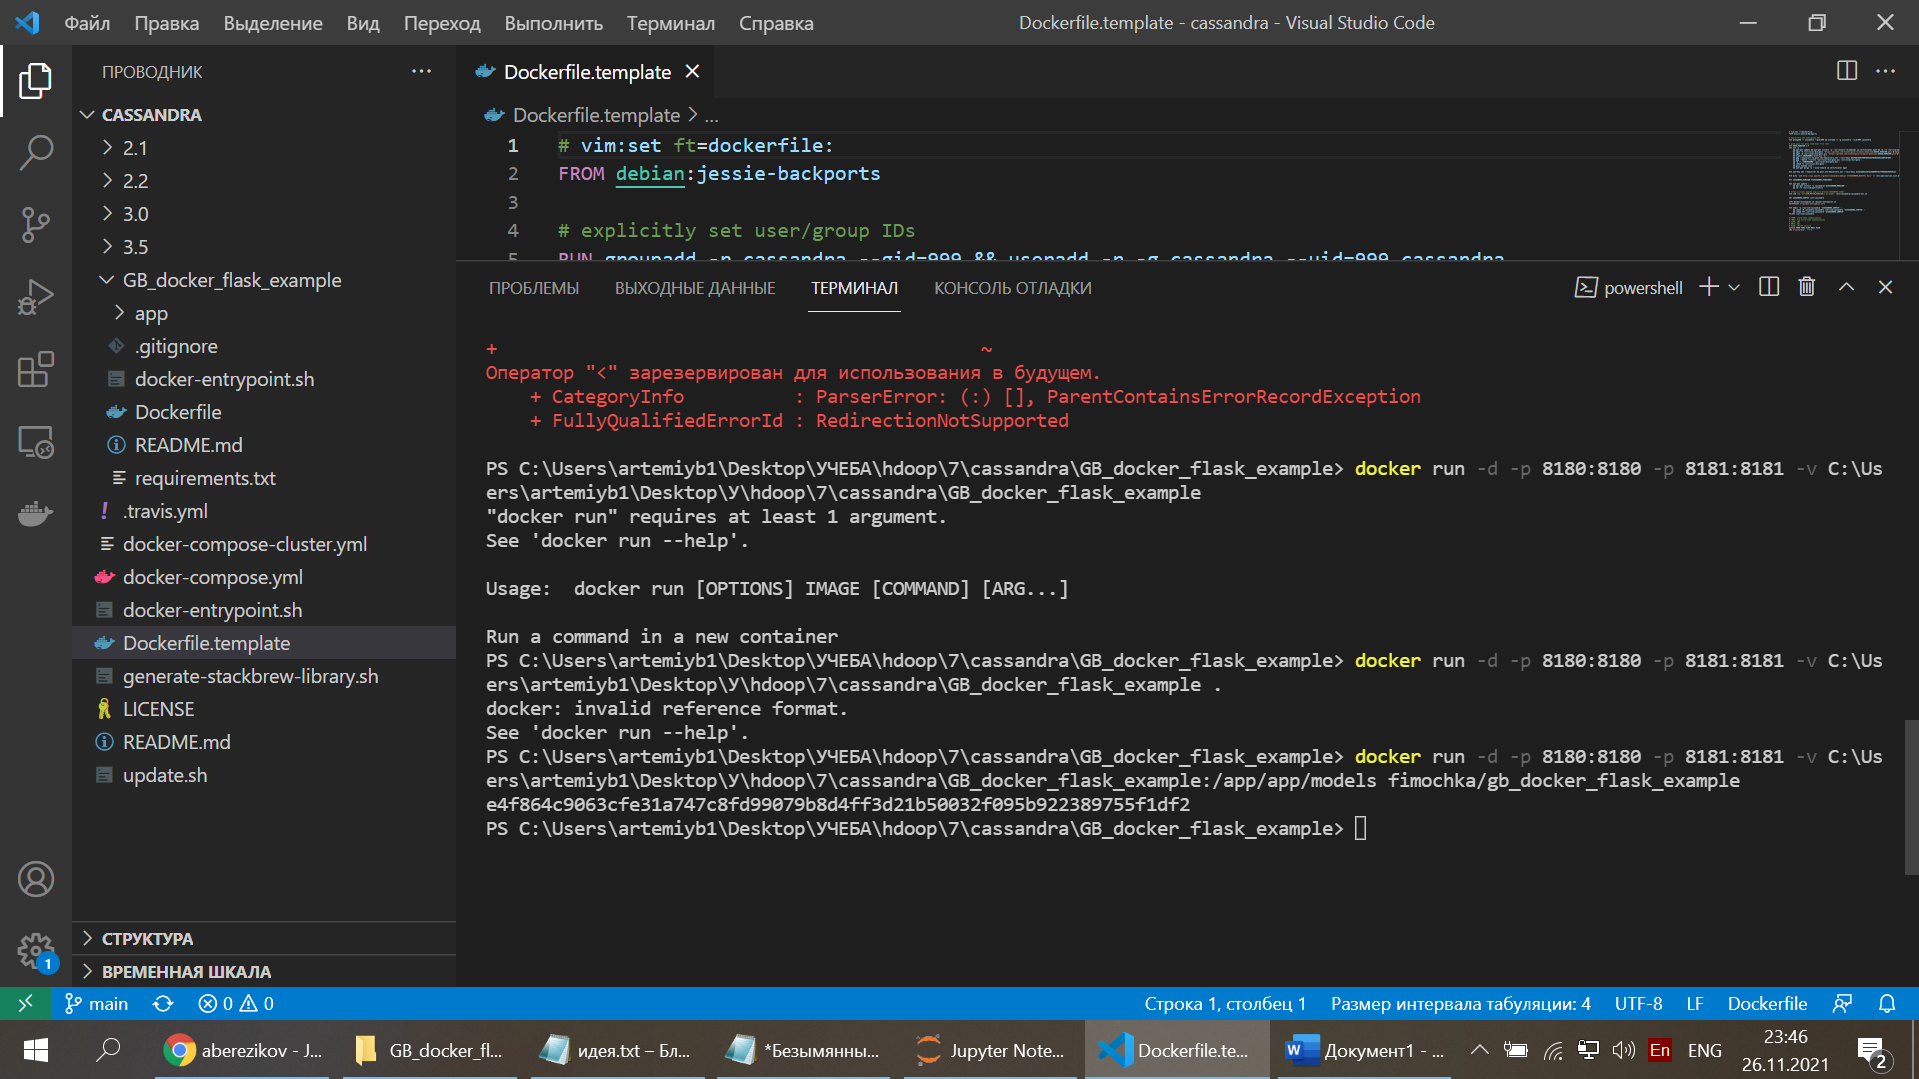 Файл Правка Выделение Вид Переход Выполнить Терминал Справка
Dockerfile.template - cassandra - Visual Studio Code
ПРОВОДНИК
CASSANDRA
2.1
2.2
3.0
3.5
GB_docker_flask_example
app
.gitignore
docker-entrypoint.sh
Dockerfile
README.md
requirements.txt
.travis.yml
docker-compose-cluster.yml
docker-compose.yml
docker-entrypoint.sh
Dockerfile.template
generate-stackbrew-library.sh
LICENSE
README.md
update.sh
СТРУКТУРА
ВРЕМЕННАЯ ШКАЛА
1
Dockerfile.template
Dockerfile.template > ...
1 # vim:set ft=dockerfile:
2 FROM debian:jessie-backports
3
4 # explicitly set user/group IDs
5 RUN groupadd -r cassandra --gid=999 && useradd -r -g cassandra --uid=999 cassandra
ПРОБЛЕМЫ ВЫХОДНЫЕ ДАННЫЕ ТЕРМИНАЛ КОНСОЛЬ ОТЛАДКИ
powershell
+ ~
Оператор "<" зарезервирован для использования в будущем.
+ CategoryInfo : ParserError: (:) [], ParentContainsErrorRecordException
+ FullyQualifiedErrorId : RedirectionNotSupported
PS C:\Users\artemiyb1\Desktop\УЧЕБА\hdoop\7\cassandra\GB_docker_flask_example> docker run -d -p 8180:8180 -p 8181:8181 -v C:\Us
ers\artemiyb1\Desktop\У\hdoop\7\cassandra\GB_docker_flask_example
"docker run" requires at least 1 argument.
See 'docker run --help'.
Usage:  docker run [OPTIONS] IMAGE [COMMAND] [ARG...]
Run a command in a new container
PS C:\Users\artemiyb1\Desktop\УЧЕБА\hdoop\7\cassandra\GB_docker_flask_example> docker run -d -p 8180:8180 -p 8181:8181 -v C:\Us
ers\artemiyb1\Desktop\У\hdoop\7\cassandra\GB_docker_flask_example .
docker: invalid reference format.
See 'docker run --help'.
PS C:\Users\artemiyb1\Desktop\УЧЕБА\hdoop\7\cassandra\GB_docker_flask_example> docker run -d -p 8180:8180 -p 8181:8181 -v C:\Us
ers\artemiyb1\Desktop\У\hdoop\7\cassandra\GB_docker_flask_example:/app/app/models fimochka/gb_docker_flask_example
e4f864c9063cfe31a747c8fd99079b8d4ff3d21b50032f095b922389755f1df2
PS C:\Users\artemiyb1\Desktop\УЧЕБА\hdoop\7\cassandra\GB_docker_flask_example>
main 0 0
Строка 1, столбец 1 Размер интервала табуляции: 4 UTF-8 LF Dockerfile
aberezikov - J...
GB_docker_fl...
идея.txt – Бл...
*Безымянны...
Jupyter Note...
Dockerfile.te...
Документ1 - ...
En ENG
23:46
26.11.2021
2